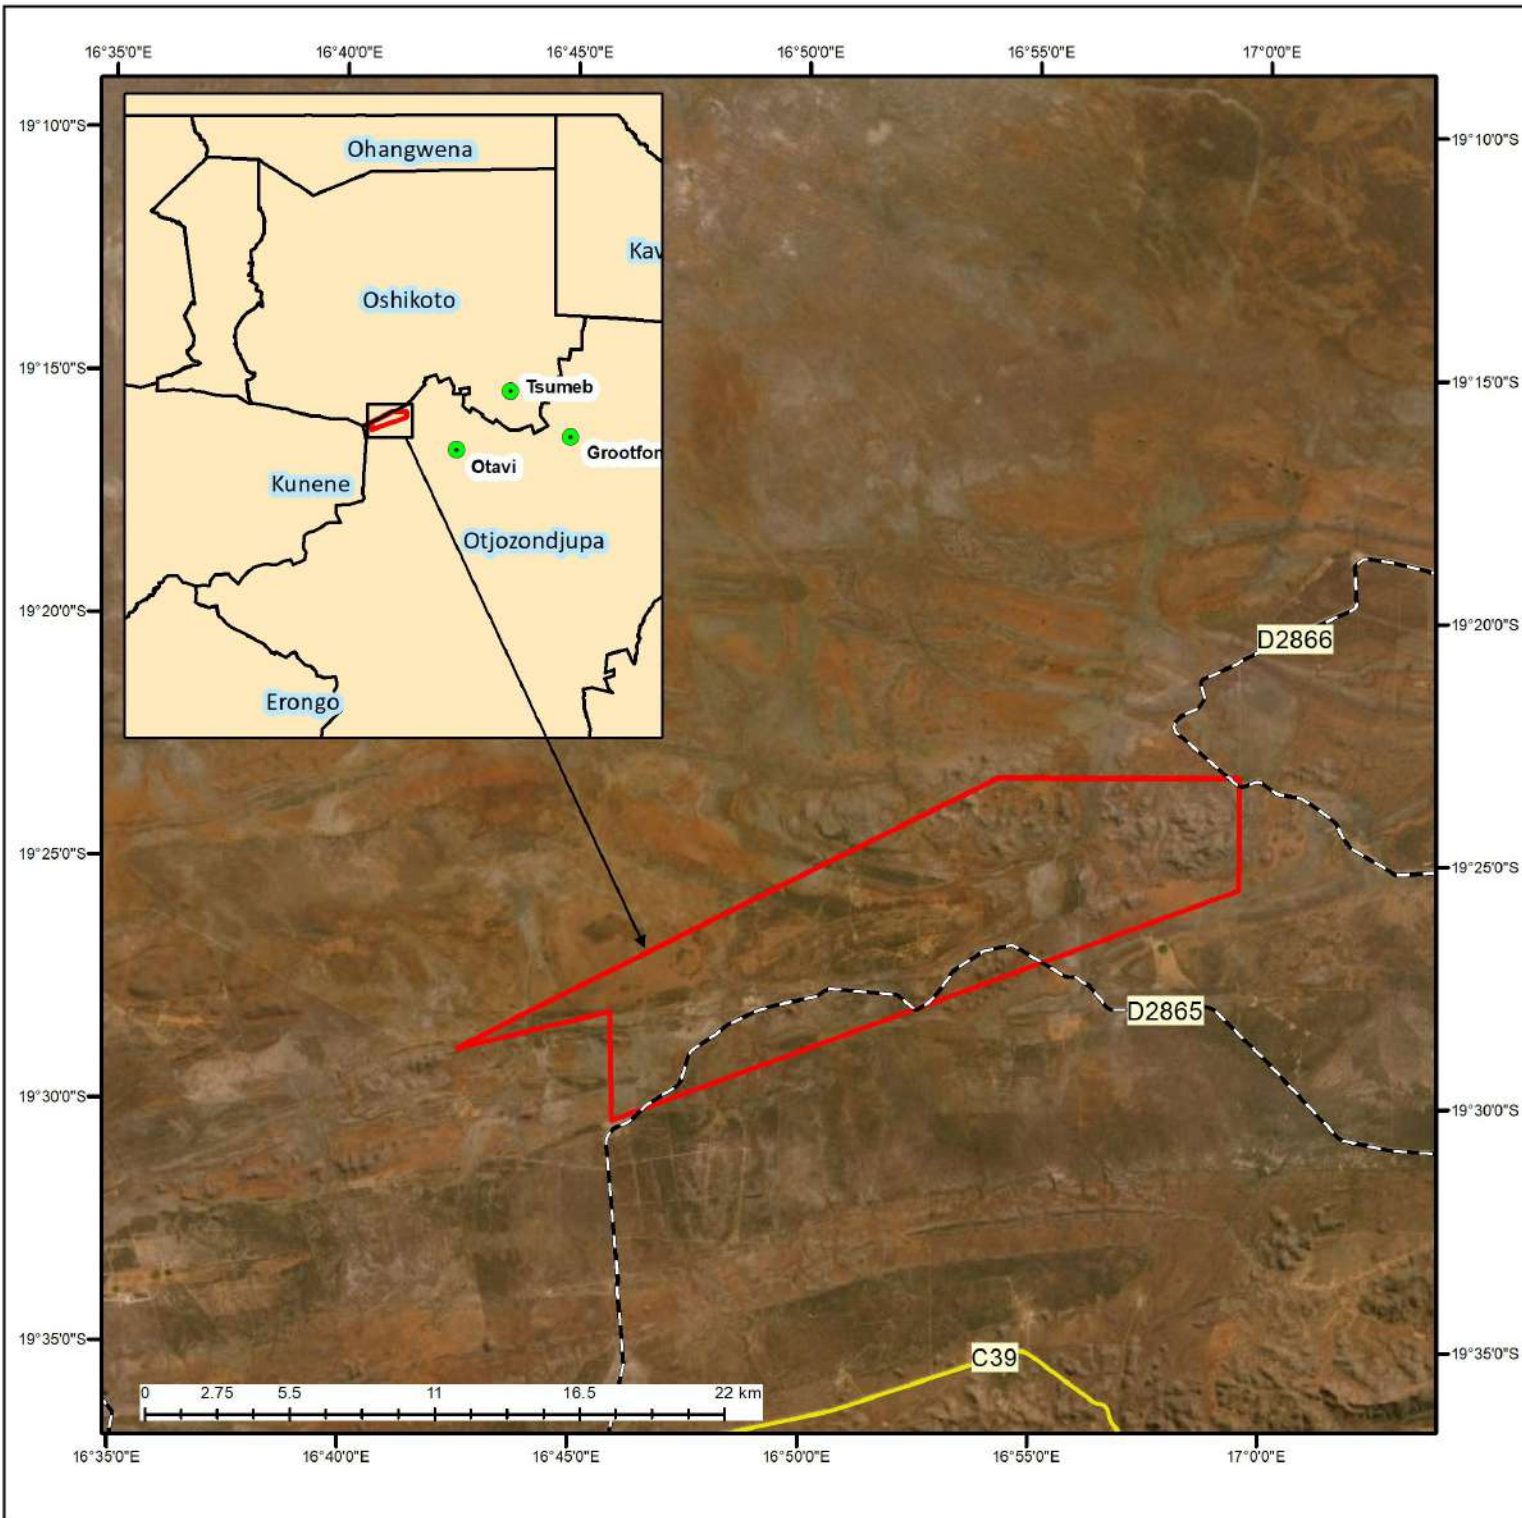 16°35'0"E 16°40'0"E 16°45'0"E 16°50'0"E 16°55'0"E 17°0'0"E
19°10'0"S 19°10'0"S
Ohangwena
Kav
Oshikoto
19°15'0"S 19°15'0"S
Tsumeb
Grootfon
Otavi
Kunene
Otjozondjupa
19°20'0"S 19°20'0"S
D2866
Erongo
19°25'0"S 19°25'0"S
D2865
19°30'0"S 19°30'0"S
19°35'0"S 19°35'0"S
C39
0 2.75 5.5 11 16.5 22 km
16°35'0"E 16°40'0"E 16°45'0"E 16°50'0"E 16°55'0"E 17°0'0"E